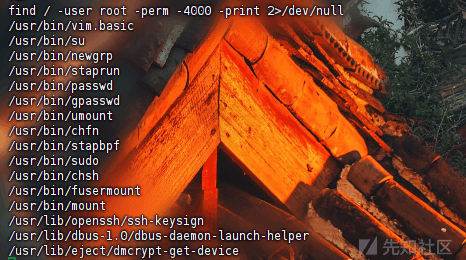 find / -user root -perm -4000 -print 2>/dev/null
/usr/bin/vim.basic
/usr/bin/su
/usr/bin/newgrp
/usr/bin/staprun
/usr/bin/passwd
/usr/bin/gpasswd
/usr/bin/umount
/usr/bin/chfn
/usr/bin/stapbpf
/usr/bin/sudo
/usr/bin/chsh
/usr/bin/fusermount
/usr/bin/mount
/usr/lib/openssh/ssh-keysign
/usr/lib/dbus-1.0/dbus-daemon-launch-helper
/usr/lib/eject/dmcrypt-get-device
先知社区